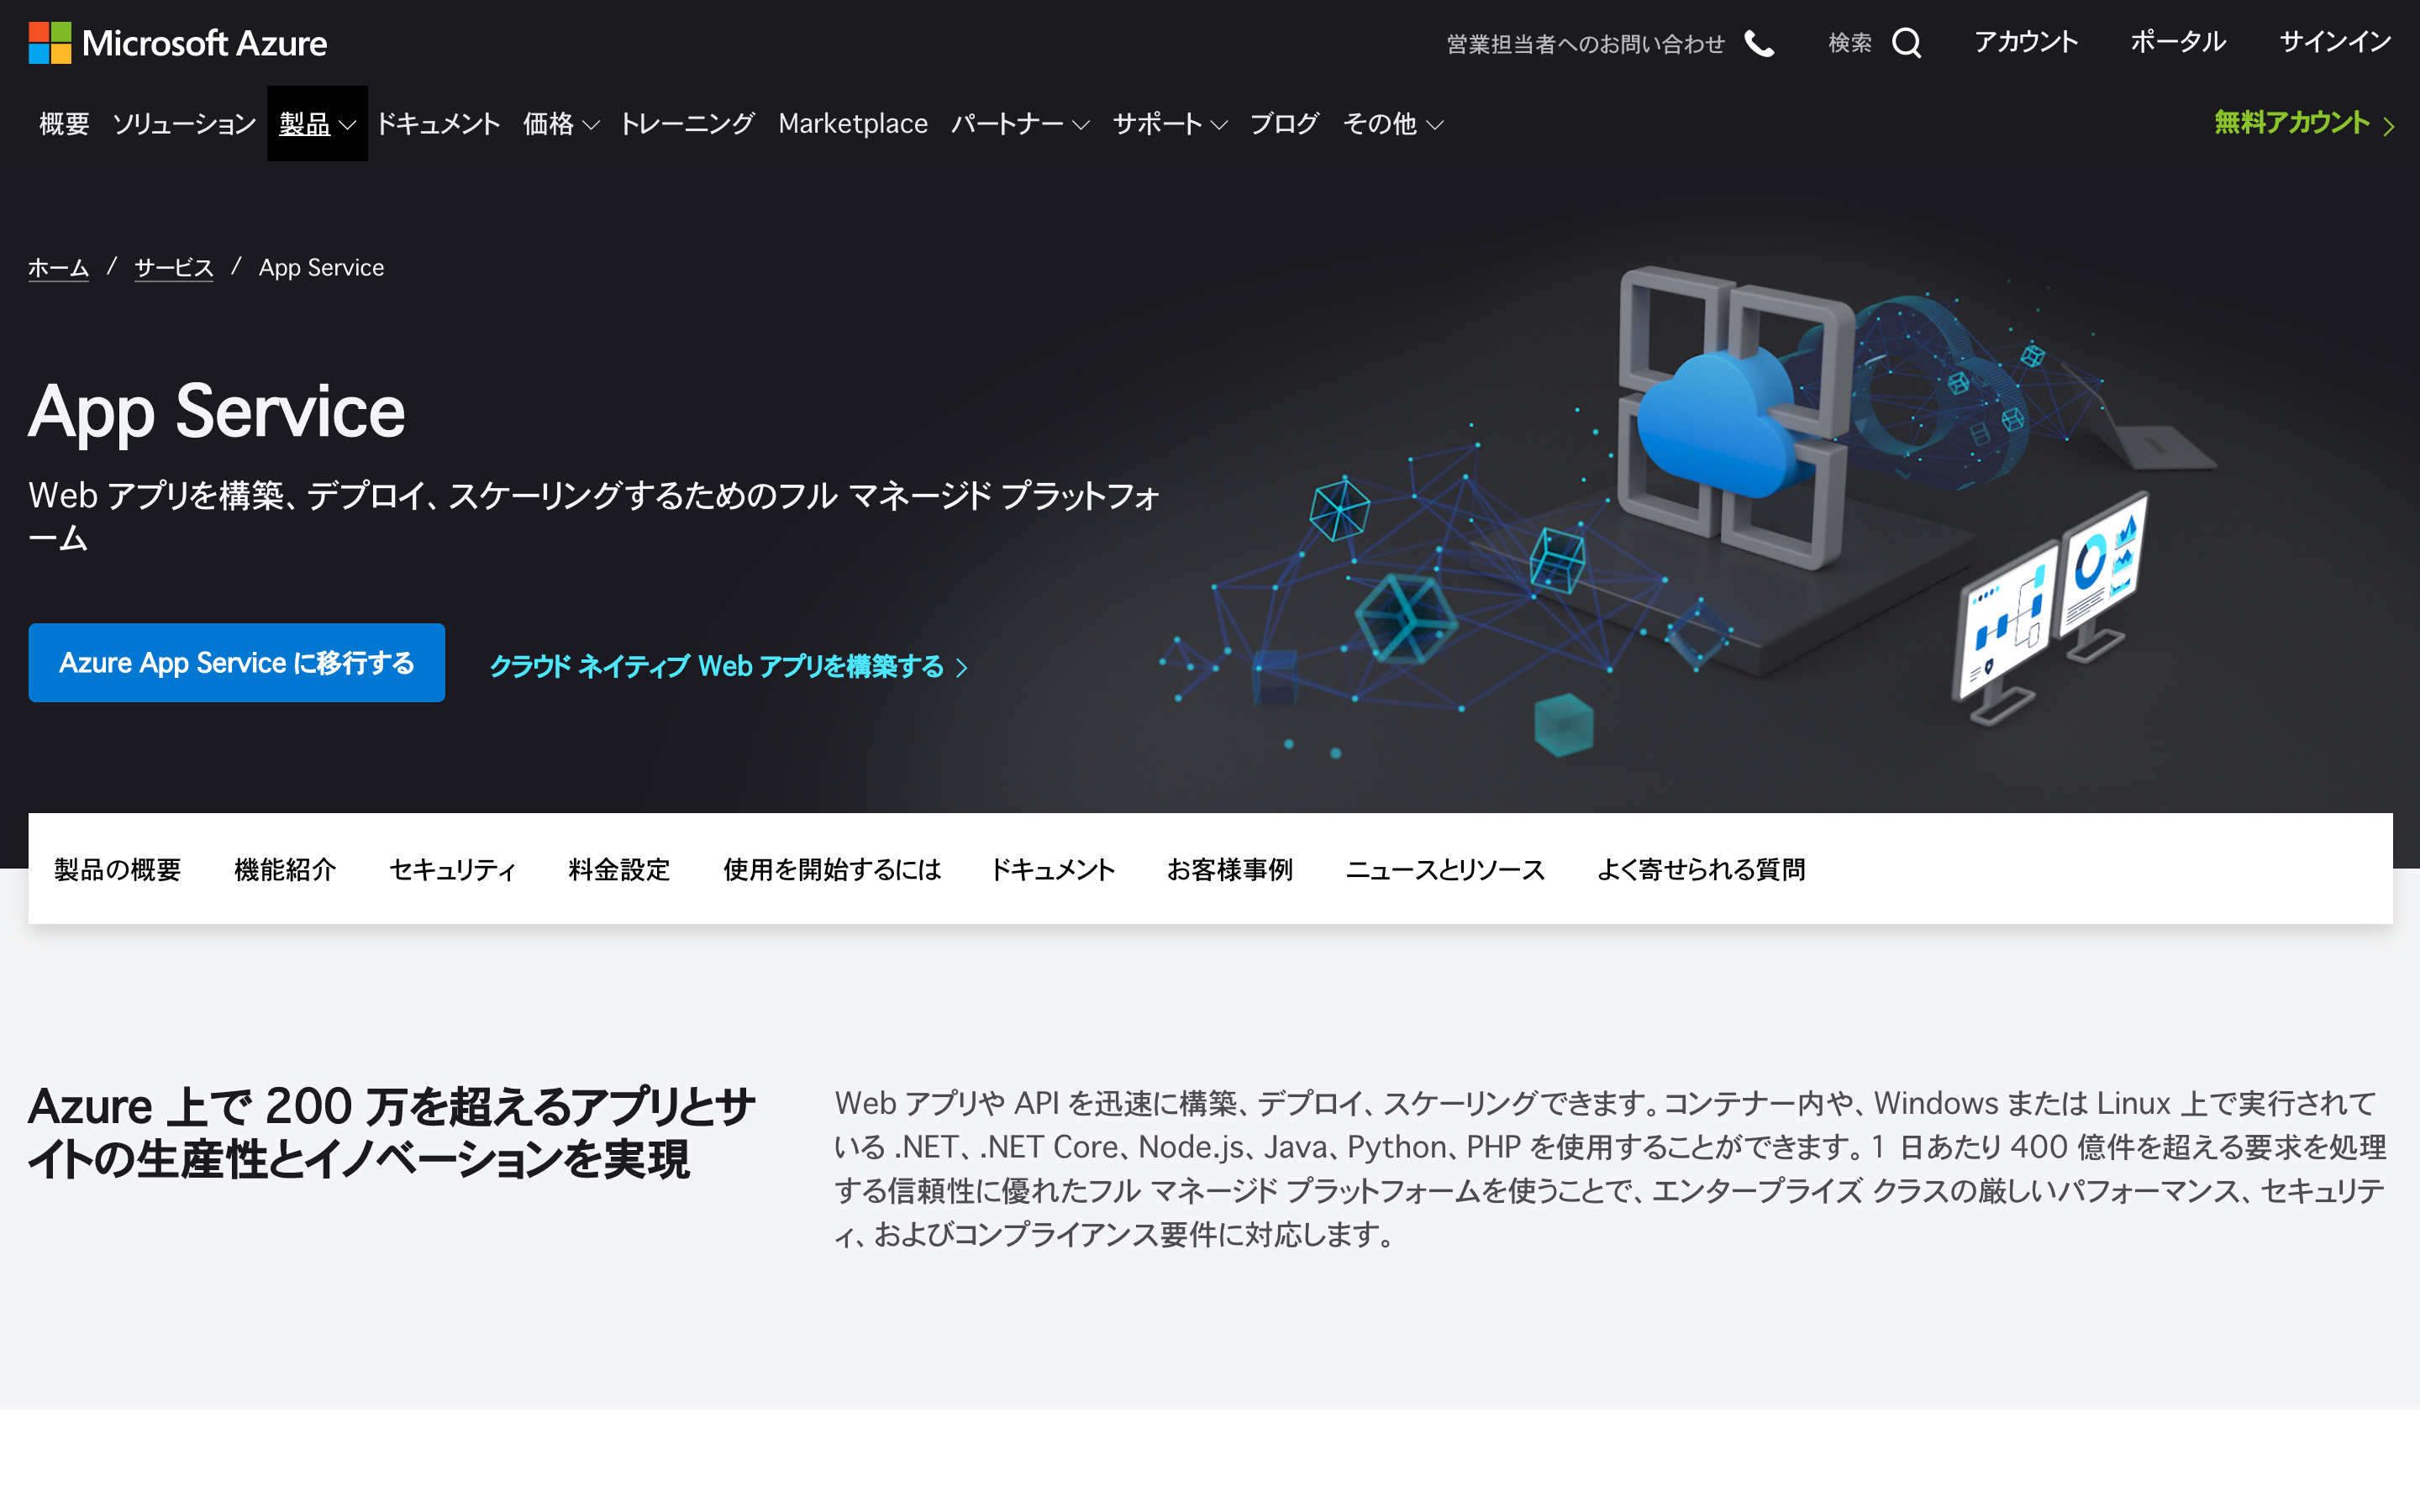 Microsoft Azure
営業担当者へのお問い合わせ 検索 アカウント ポータル サインイン
概要 ソリューション 製品 ドキュメント 価格 トレーニング Marketplace パートナー サポート ブログ その他 無料アカウント
ホーム / サービス / App Service
App Service
Web アプリを構築、デプロイ、スケーリングするためのフル マネージド プラットフォ
ーム
Azure App Service に移行する クラウド ネイティブ Web アプリを構築する
製品の概要 機能紹介 セキュリティ 料金設定 使用を開始するには ドキュメント お客様事例 ニュースとリソース よく寄せられる質問
Azure 上で 200 万を超えるアプリとサ
イトの生産性とイノベーションを実現
Web アプリや API を迅速に構築、デプロイ、スケーリングできます。コンテナー内や、Windows または Linux 上で実行されて
いる .NET、.NET Core、Node.js、Java、Python、PHP を使用することができます。1 日あたり 400 億件を超える要求を処理
する信頼性に優れたフル マネージド プラットフォームを使うことで、エンタープライズ クラスの厳しいパフォーマンス、セキュリテ
ィ、およびコンプライアンス要件に対応します。